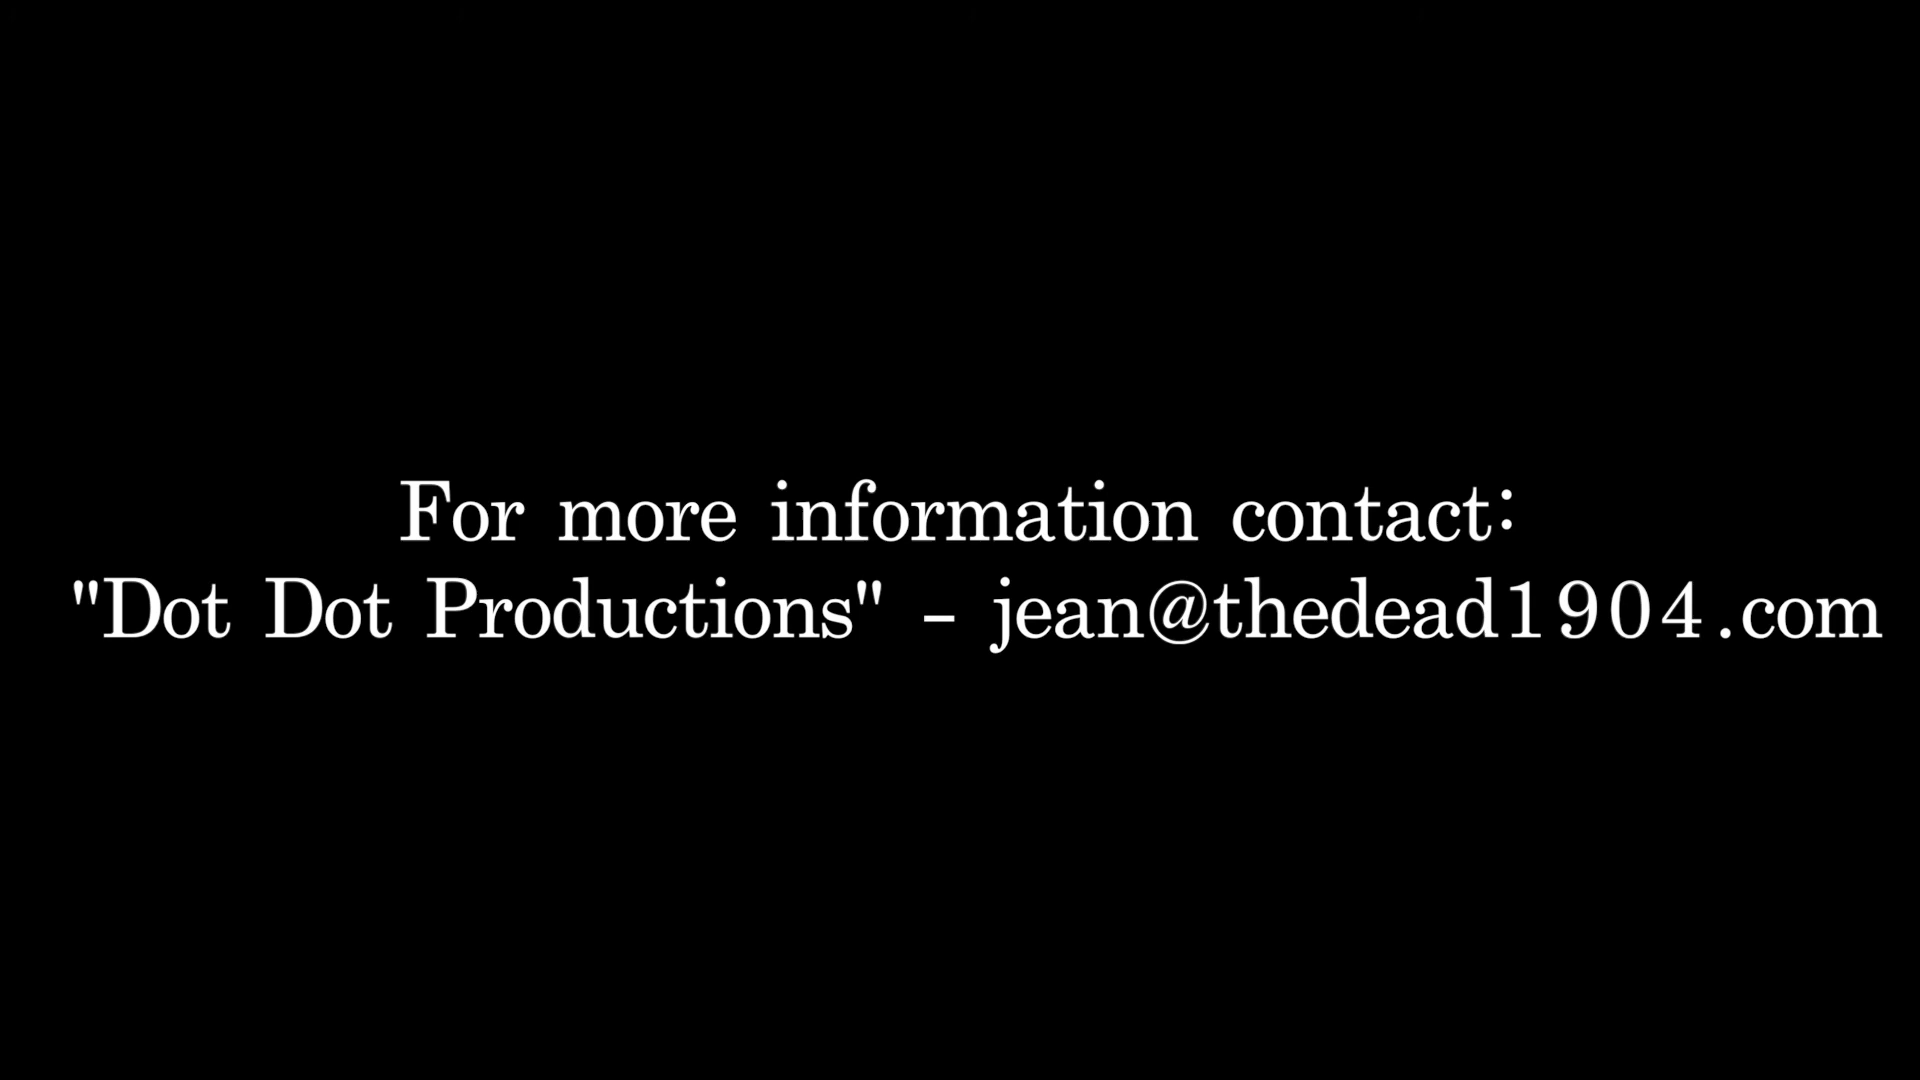 For more information contact:
"Dot Dot Productions" - jean@thedead1904.com